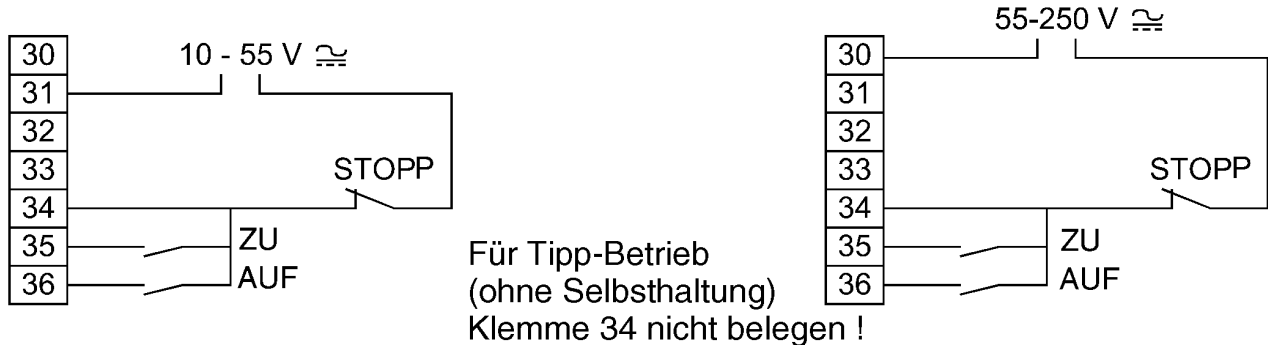 10 - 55 V ⎓
30
31
32
33
34
35
36
STOPP
ZU
AUF
Für Tipp-Betrieb
(ohne Selbsthaltung)
Klemme 34 nicht belegen !
55-250 V ⎓
30
31
32
33
34
35
36
STOPP
ZU
AUF